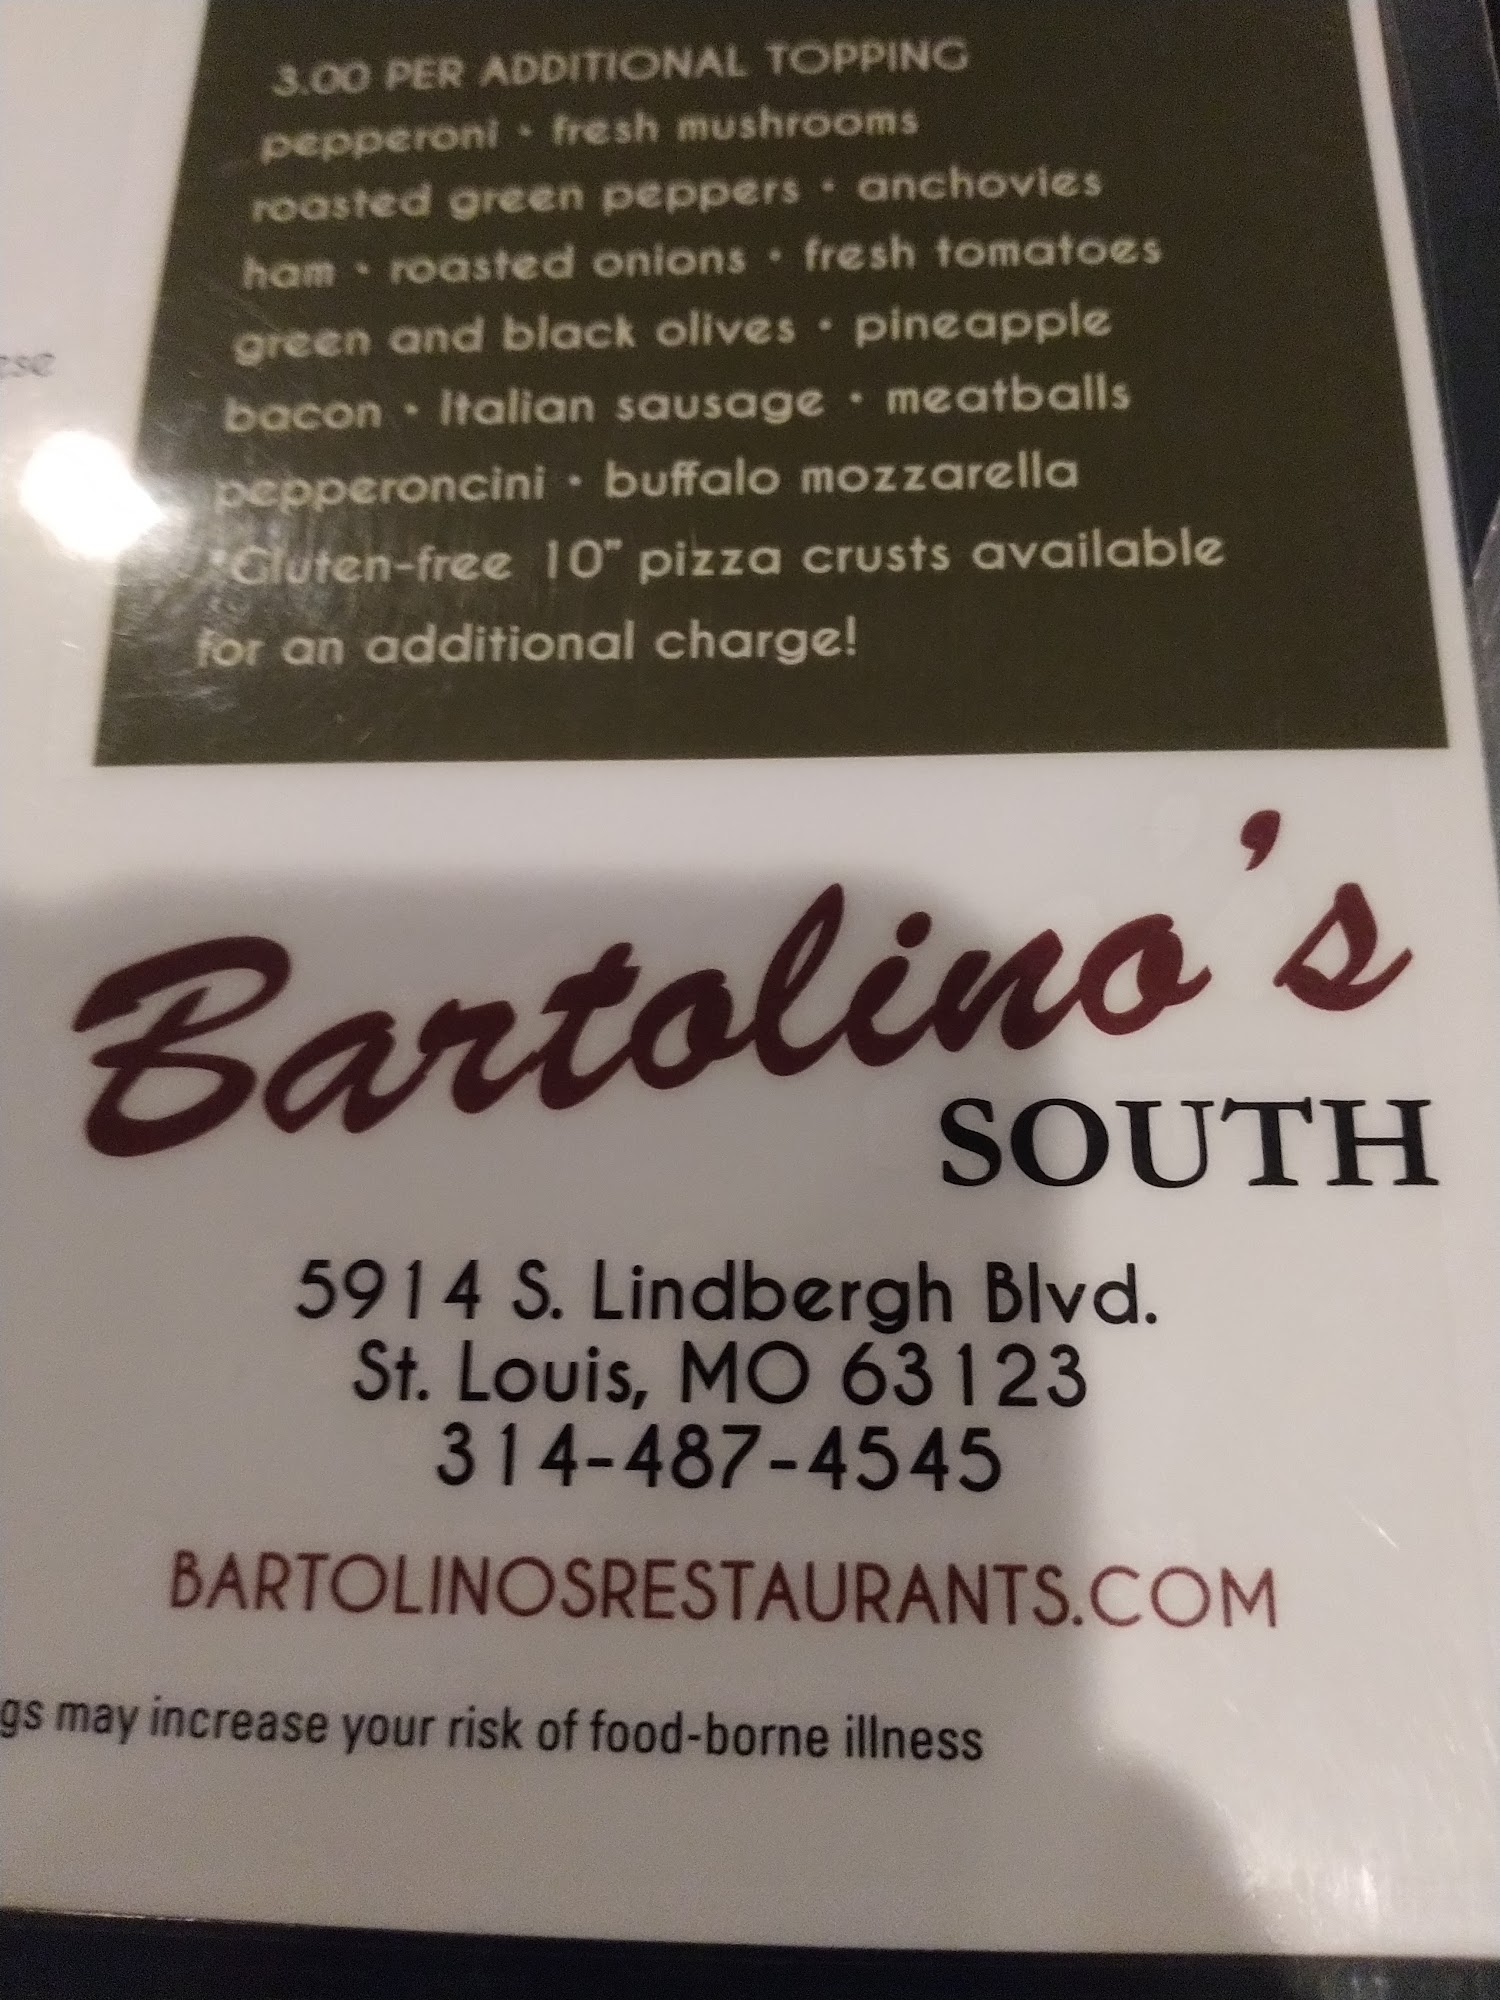 3.00 PER ADDITIONAL TOPPING
pepperoni • fresh mushrooms
roasted green peppers • anchovies
ham • roasted onions • fresh tomatoes
green and black olives • pineapple
bacon • Italian sausage • meatballs
pepperoncini • buffalo mozzarella
*Gluten-free 10" pizza crusts available
for an additional charge!
Bartolino's
SOUTH
5914 S. Lindbergh Blvd.
St. Louis, MO 63123
314-487-4545
BARTOLINOSRESTAURANTS.COM
gs may increase your risk of food-borne illness